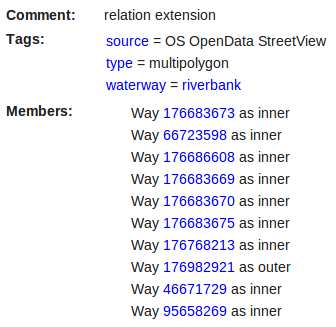 Comment: relation extension
Tags: source = OS OpenData StreetView
type = multipolygon
waterway = riverbank
Members: Way 176683673 as inner
Way 66723598 as inner
Way 176686608 as inner
Way 176683669 as inner
Way 176683670 as inner
Way 176683675 as inner
Way 176768213 as inner
Way 176982921 as outer
Way 46671729 as inner
Way 95658269 as inner